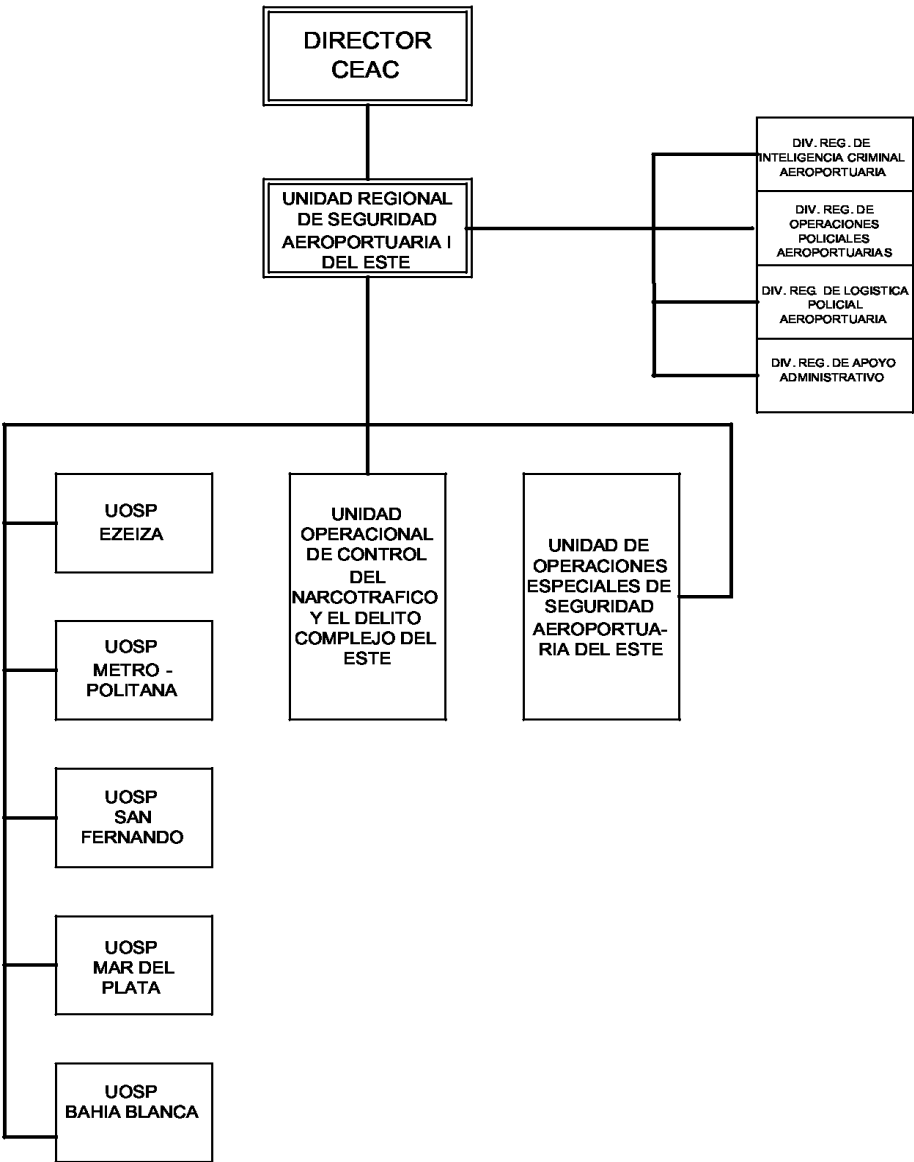 DIRECTOR
CEAC
UNIDAD REGIONAL
DE SEGURIDAD
AEROPORTUARIA I
DEL ESTE
DIV. REG. DE
INTELIGENCIA CRIMINAL
AEROPORTUARIA
DIV. REG. DE
OPERACIONES
POLICIALES
AEROPORTUARIAS
DIV. REG. DE LOGISTICA
POLICIAL
AEROPORTUARIA
DIV. REG. DE APOYO
ADMINISTRATIVO
UOSP
EZEIZA
UOSP
METRO -
POLITANA
UOSP
SAN
FERNANDO
UOSP
MAR DEL
PLATA
UOSP
BAHIA BLANCA
UNIDAD
OPERACIONAL
DE CONTROL
DEL
NARCOTRAFICO
Y EL DELITO
COMPLEJO DEL
ESTE
UNIDAD DE
OPERACIONES
ESPECIALES DE
SEGURIDAD
AEROPORTUA-
RIA DEL ESTE